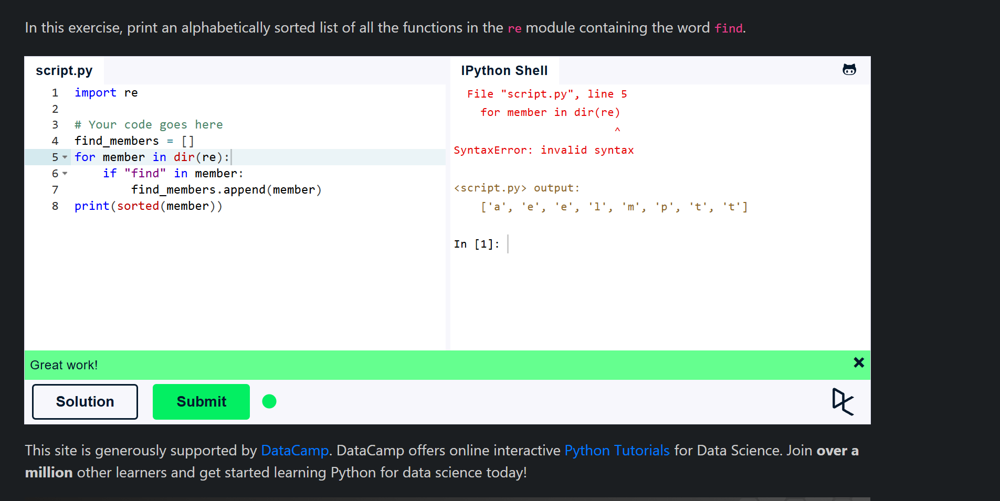 In this exercise, print an alphabetically sorted list of all the functions in the re module containing the word find.
script.py
1 import re
2
3 # Your code goes here
4 find_members = []
5 for member in dir(re):
6     if "find" in member:
7         find_members.append(member)
8 print(sorted(member))
IPython Shell
  File "script.py", line 5
    for member in dir(re)
                        ^
SyntaxError: invalid syntax
<script.py> output:
    ['a', 'e', 'e', 'l', 'm', 'p', 't', 't']
In [1]:
Great work!
Solution
Submit
This site is generously supported by DataCamp. DataCamp offers online interactive Python Tutorials for Data Science. Join over a
million other learners and get started learning Python for data science today!